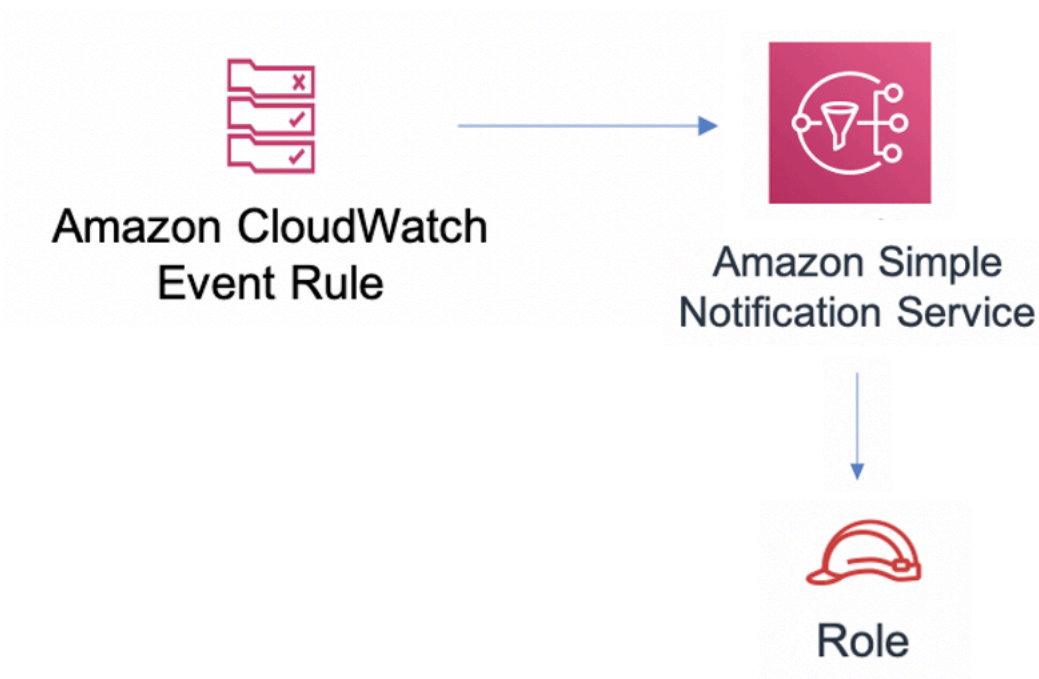 Amazon CloudWatch
Event Rule
Amazon Simple
Notification Service
Role